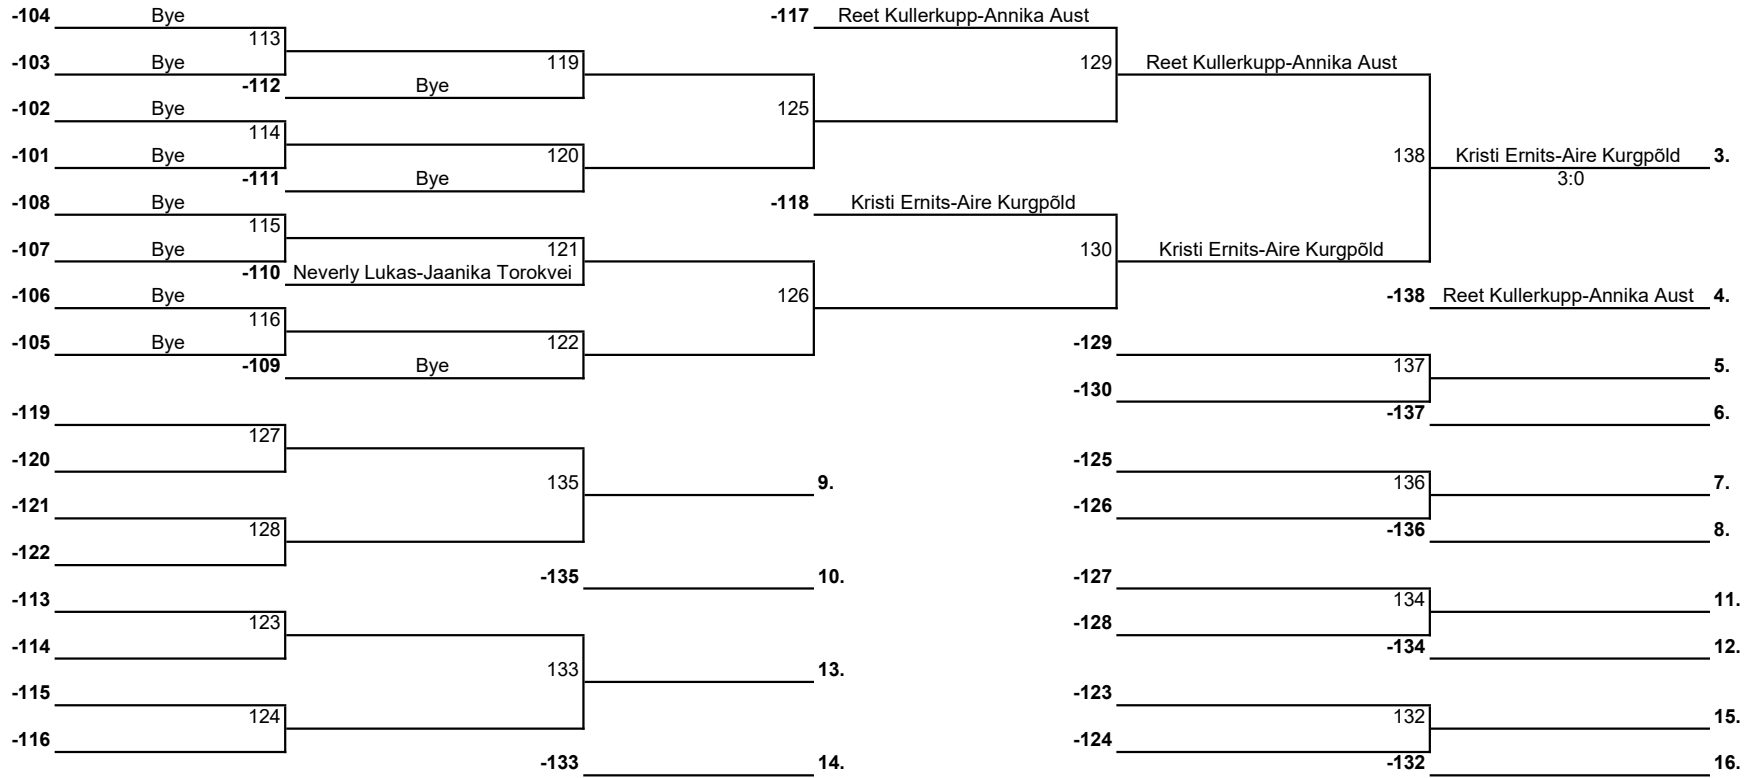 -104 Bye -117 Reet Kullerkupp-Annika Aust
113
-103 Bye 119 129 Reet Kullerkupp-Annika Aust
-112 Bye
-102 Bye 125
114
-101 Bye 120 138 Kristi Ernits-Aire Kurgpõld 3.
-111 Bye 3:0
-108 Bye -118 Kristi Ernits-Aire Kurgpõld
115
-107 Bye 121 130 Kristi Ernits-Aire Kurgpõld
-110 Neverly Lukas-Jaanika Torokvei
-106 Bye 126 -138 Reet Kullerkupp-Annika Aust 4.
116
-105 Bye 122 -129
-109 Bye 137 5.
-130
-119 -137 6.
127
-120 -125
135 9. 136 7.
-121 -126
128 -136 8.
-122
-135 10. -127
-113 134 11.
123 -128
-114 -134 12.
133 13.
-115 -123
124 132 15.
-116 -124
-133 14. -132 16.